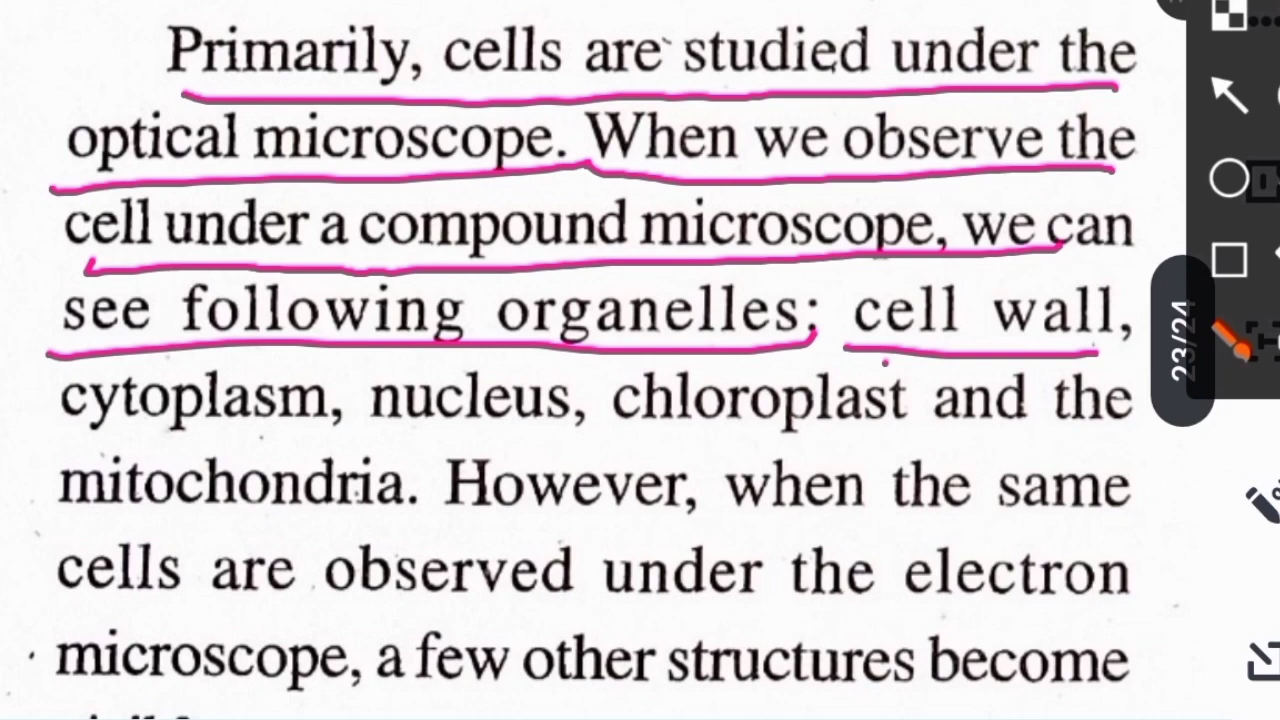 Primarily, cells are studied under the
optical microscope. When we observe the
cell under a compound microscope, we can
see following organelles; cell wall,
cytoplasm, nucleus, chloroplast and the
mitochondria. However, when the same
cells are observed under the electron
microscope, a few other structures become
23/24